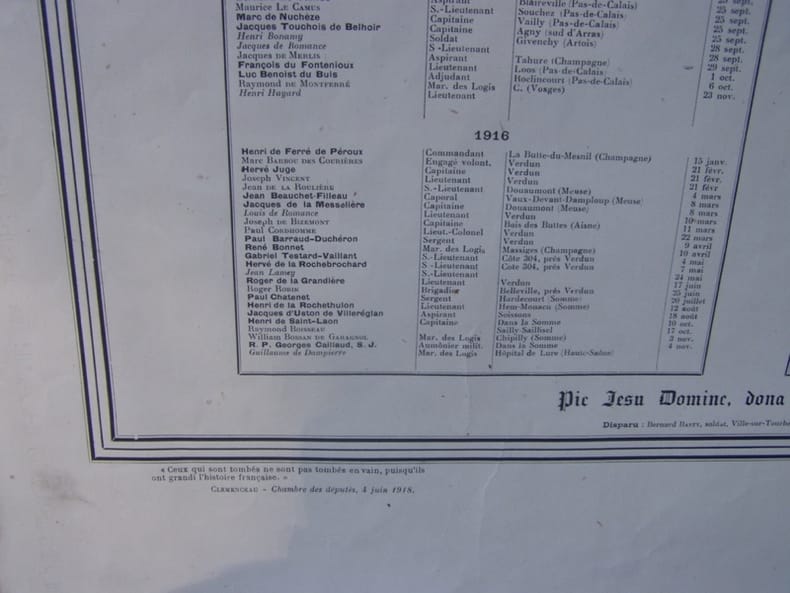 Maurice LE CAMUS
Marc de Nuchèze
Jacques Touchois de Belhoir
Henri Bonamy
Jacques de Romance
JACQUES DE MERLIS
François du Fontenioux
Luc Benoist du Buis
RAYMOND DE MONTFERRÉ
Henri Hugard
Aspirant
S.-Lieutenant
Capitaine
Capitaine
Soldat
S-Lieutenant
Aspirant
Lieutenant
Adjudant
Mar. des Logis
Lieutenant
Blaireville (Pas-de-Calais)
Souchez (Pas-de-Calais)
Vailly (Pas-de-Calais)
Agny (sud d'Arras)
Givenchy (Artois)
Tahure (Champagne)
Loos (Pas-de-Calais)
Roclincourt (Pas-de-Calais)
C. (Vosges)
25 sept.
25 sept.
25 sept.
25 sept.
28 sept.
28 sept.
29 sept.
1 oct.
6 oct.
23 nov.
1916
Henri de Ferré de Péroux
Marc BARBOU DES COURIÈRES
Hervé Juge
Joseph VINCENT
Jean DE LA ROULIÈRE
Jean Beauchet-Filleau
Jacques de la Messelière
Louis de Romance
Joseph DE BIZEMONT
Paul CORDHOMME
Paul Barraud-Duchéron
René Bonnet
Gabriel Testard-Vaillant
Hervé de la Rochebrochard
Jean Lamey
Roger de la Grandière
Roger ROBIN
Paul Chatenet
Henri de la Rochethulon
Jacques d'Uston de Villeréglan
Henri de Saint-Laon
Raymond BOISSEAU
William BOSSAN DE GARAGNOL
R. P. Georges Caillaud, S. J.
Guillaume de Dampierre
Commandant
Engagé volont.
Capitaine
Lieutenant
S.-Lieutenant
Caporal
Capitaine
Lieutenant
Capitaine
Lieut.-Colonel
Sergent
Mar. des Logis
S.-Lieutenant
S-Lieutenant
S.-Lieutenant
Lieutenant
Brigadier
Sergent
Lieutenant
Aspirant
Capitaine
Mar. des Logis
Aumônier milit.
Mar. des Logis
La Butte-du-Mesnil (Champagne)
Verdun
Verdun
Verdun
Douaumont (Meuse)
Vaux-Devant-Damploup (Meuse)
Douaumont (Meuse)
Verdun
Bois des Buttes (Aisne)
Verdun
Verdun
Massiges (Champagne)
Côte 304, près Verdun
Cote 304, près Verdun
Verdun
Belleville, près Verdun
Hardecourt (Somme)
Hem-Monacu (Somme)
Soissons
Dans la Somme
Sailly-Saillisel
Chipilly (Somme)
Dans la Somme
Hôpital de Lure (Haute-Saône)
15 janv.
21 févr.
21 févr.
21 févr
4 mars
8 mars
8 mars
10 mars
11 mars
22 mars
9 avril
10 avril
4 mai
7 mai
24 mai
17 juin
25 juin
20 juillet
12 août
18 août
10 oct.
17 oct.
2 nov.
4 nov.
Pie Jesu Domine, dona
Disparu : Bernard BASTY, soldat, Ville-sur-Tourbe
« Ceux qui sont tombés ne sont pas tombés en vain, puisqu'ils
ont grandi l'histoire française. »
CLEMENCEAU - Chambre des députés, 4 juin 1918.